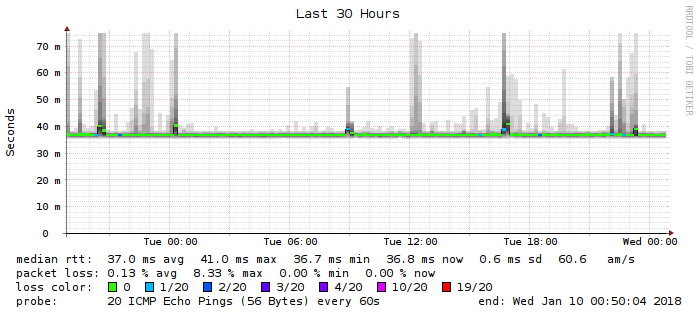 Last 30 Hours
RRDTOOL / TOBI OETIKER
Seconds
70 m
60 m
50 m
40 m
30 m
20 m
10 m
0
Tue 00:00 Tue 06:00 Tue 12:00 Tue 18:00 Wed 00:00
median rtt: 37.0 ms avg 41.0 ms max 36.7 ms min 36.8 ms now 0.6 ms sd 60.6 am/s
packet loss: 0.13 % avg 8.33 % max 0.00 % min 0.00 % now
loss color: 0 1/20 2/20 3/20 4/20 10/20 19/20
probe: 20 ICMP Echo Pings (56 Bytes) every 60s end: Wed Jan 10 00:50:04 2018